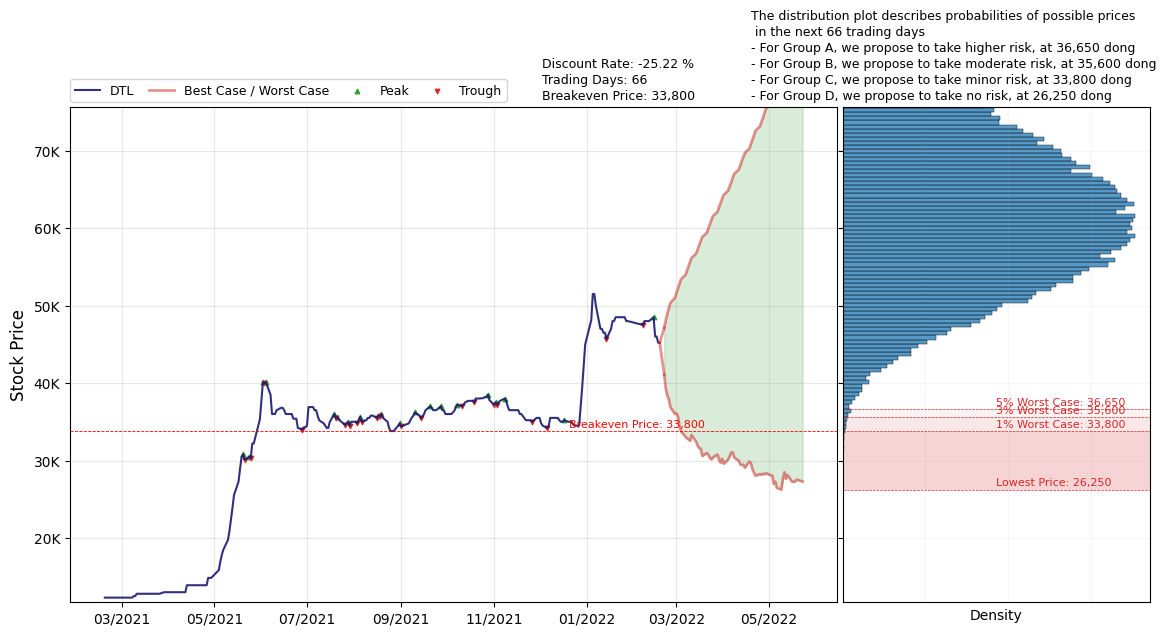 The distribution plot describes probabilities of possible prices
in the next 66 trading days
- For Group A, we propose to take higher risk, at 36,650 dong
- For Group B, we propose to take moderate risk, at 35,600 dong
- For Group C, we propose to take minor risk, at 33,800 dong
- For Group D, we propose to take no risk, at 26,250 dong
Discount Rate: -25.22 %
Trading Days: 66
Breakeven Price: 33,800
DTL Best Case / Worst Case Peak Trough
Stock Price
70K
60K
50K
40K
30K
20K
Breakeven Price: 33,800
5% Worst Case: 36,650
3% Worst Case: 35,600
1% Worst Case: 33,800
Lowest Price: 26,250
03/2021 05/2021 07/2021 09/2021 11/2021 01/2022 03/2022 05/2022
Density